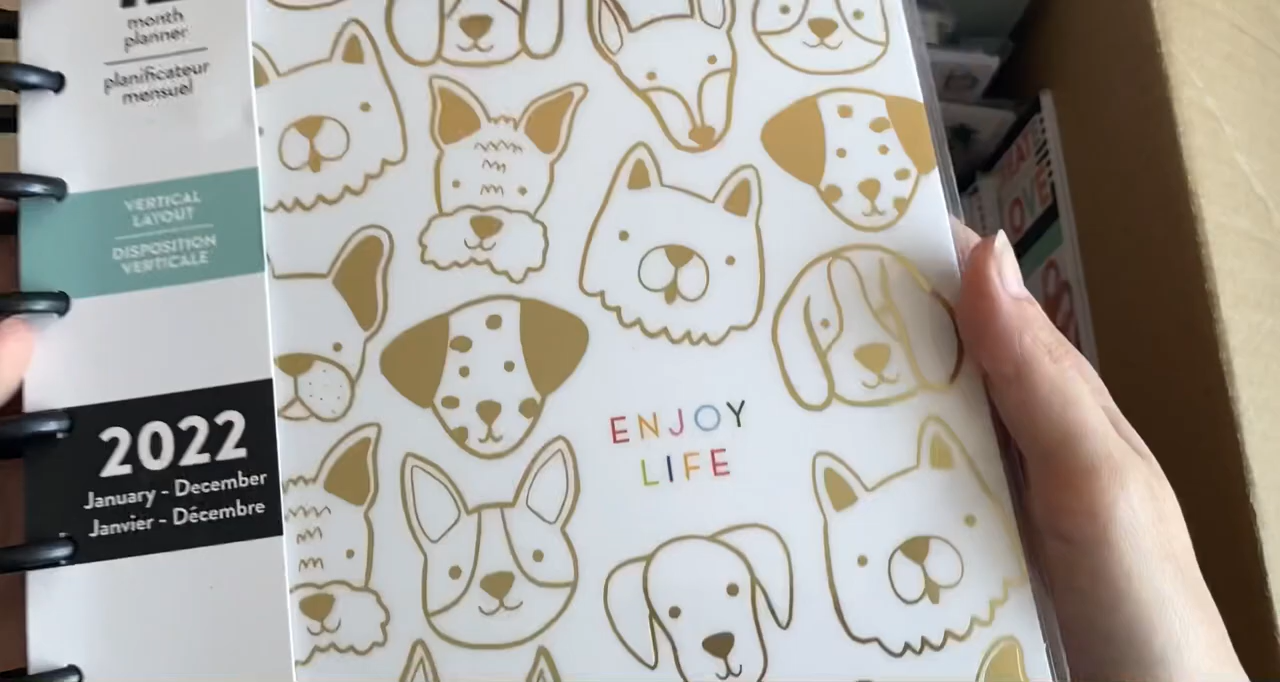 month
planner
planificateur
mensuel
VERTICAL
LAYOUT
DISPOSITION
VERTICALE
2022
January - December
Janvier - Décembre
ENJOY
LIFE